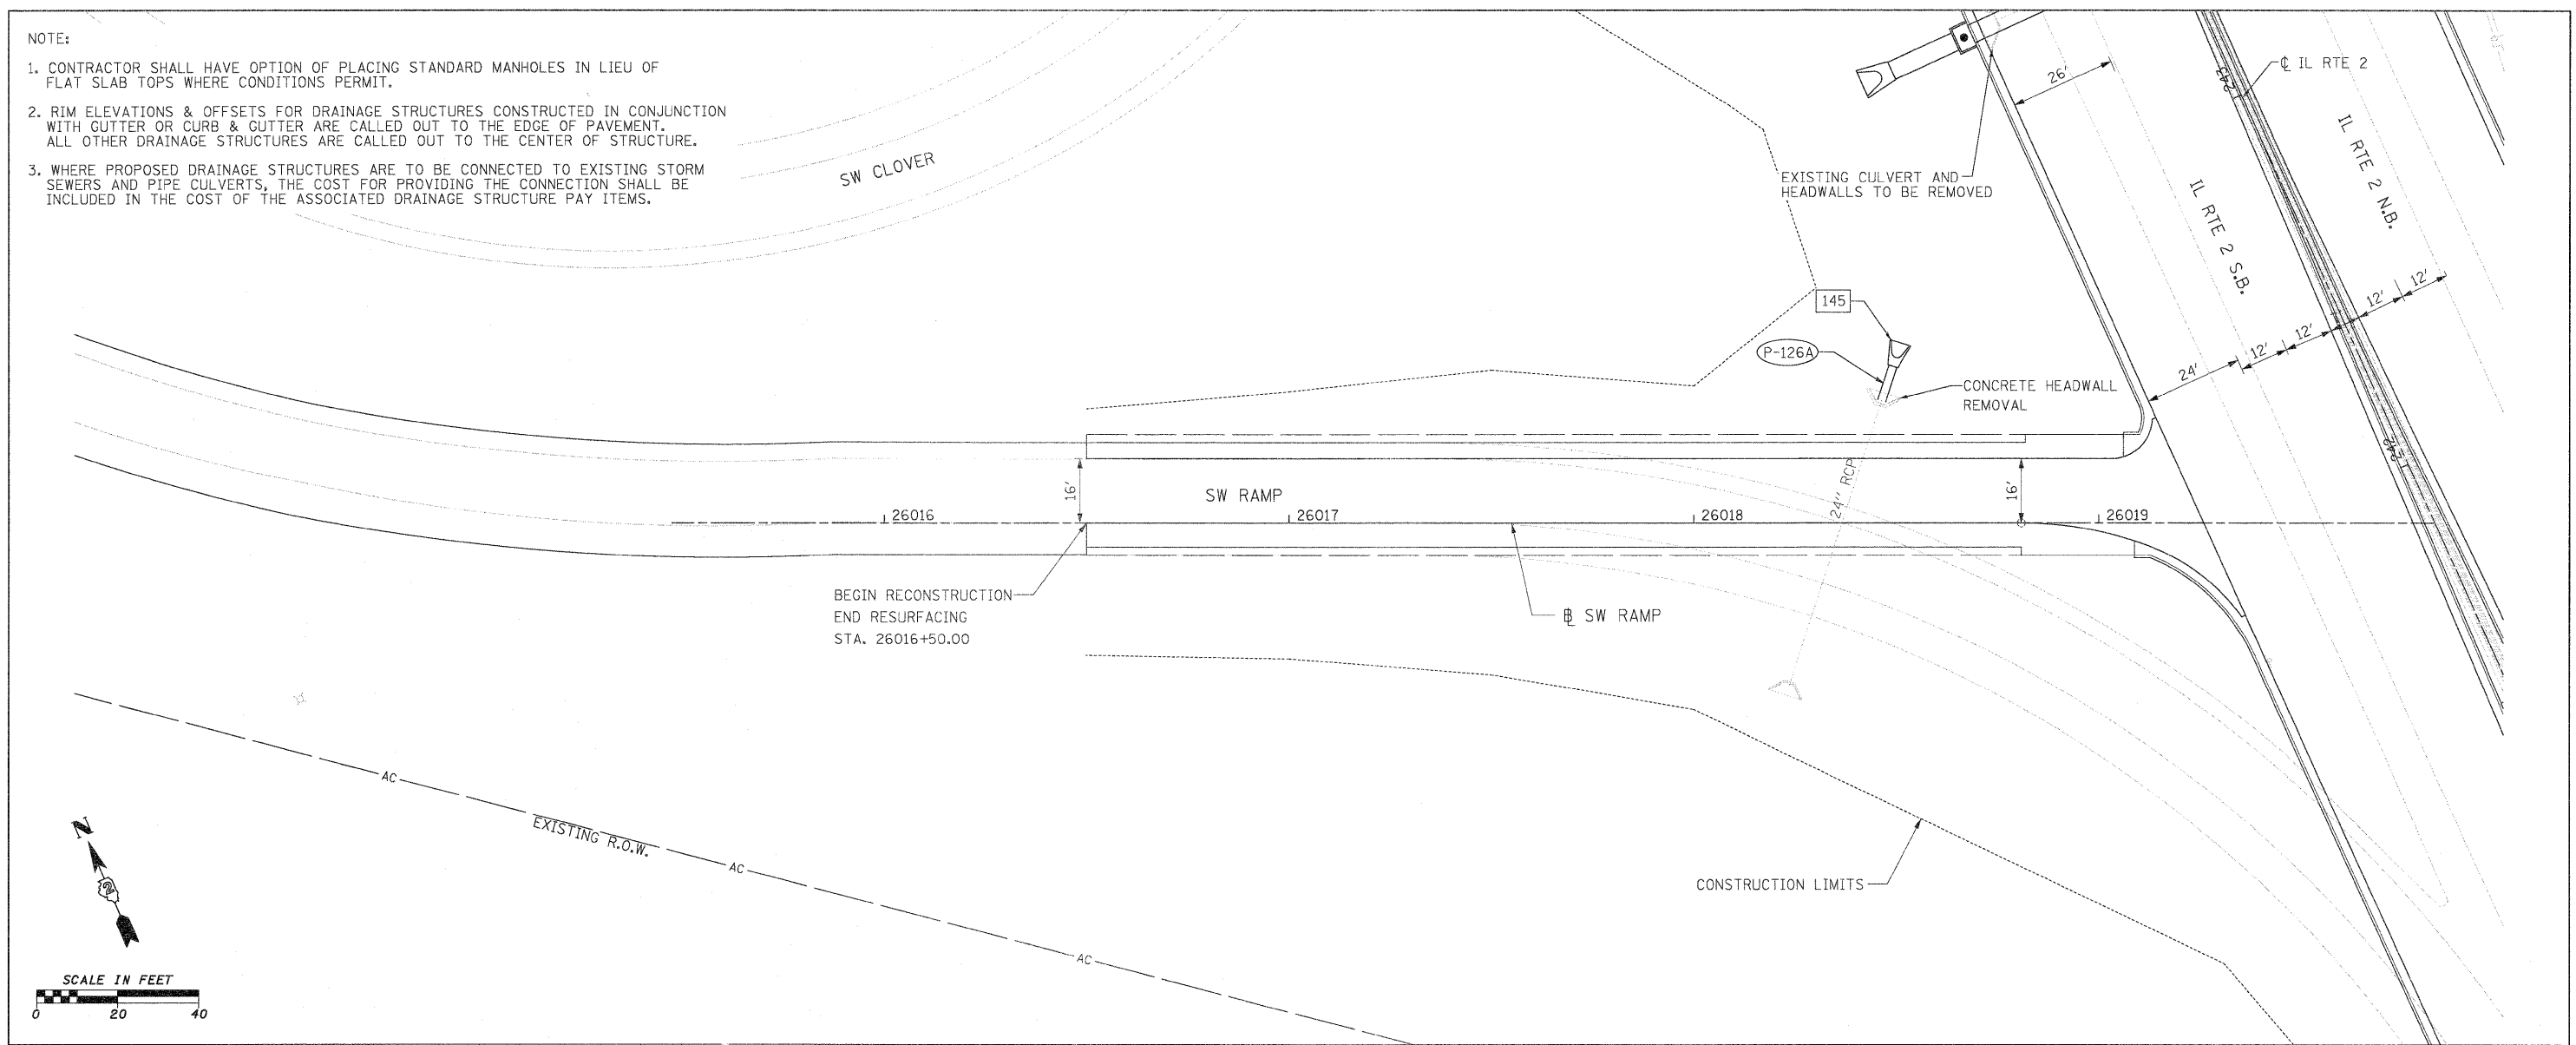 NOTE:
1. CONTRACTOR SHALL HAVE OPTION OF PLACING STANDARD MANHOLES IN LIEU OF
FLAT SLAB TOPS WHERE CONDITIONS PERMIT.
2. RIM ELEVATIONS & OFFSETS FOR DRAINAGE STRUCTURES CONSTRUCTED IN CONJUNCTION
WITH GUTTER OR CURB & GUTTER ARE CALLED OUT TO THE EDGE OF PAVEMENT.
ALL OTHER DRAINAGE STRUCTURES ARE CALLED OUT TO THE CENTER OF STRUCTURE.
3. WHERE PROPOSED DRAINAGE STRUCTURES ARE TO BE CONNECTED TO EXISTING STORM
SEWERS AND PIPE CULVERTS, THE COST FOR PROVIDING THE CONNECTION SHALL BE
INCLUDED IN THE COST OF THE ASSOCIATED DRAINAGE STRUCTURE PAY ITEMS.
SW CLOVER
EXISTING CULVERT AND
HEADWALLS TO BE REMOVED
26'
243
℄ IL RTE 2
IL RTE 2 N.B.
IL RTE 2 S.B.
12'
12'
12'
12'
24'
145
P-126A
CONCRETE HEADWALL
REMOVAL
242
16'
SW RAMP
24" RCP
16'
26016
26017
26018
26019
BEGIN RECONSTRUCTION
END RESURFACING
STA. 26016+50.00
BL SW RAMP
CONSTRUCTION LIMITS
AC
EXISTING R.O.W.
AC
AC
N
2
SCALE IN FEET
0 20 40